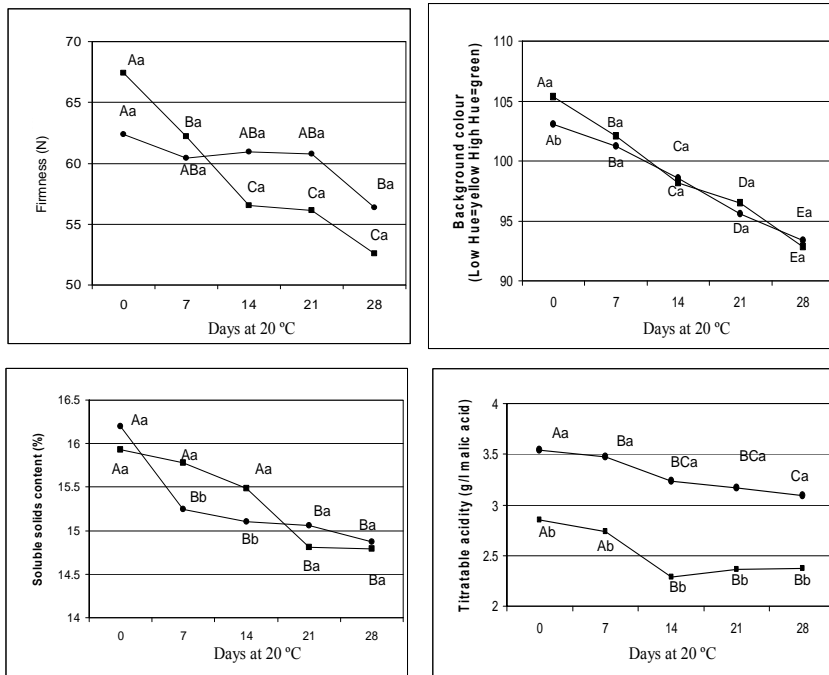 70
65
60
55
50
Firmness (N)
Aa
Aa
Ba
ABa
ABa
ABa
Ca
Ca
Ba
Ca
0 7 14 21 28
Days at 20 ºC
110
105
100
95
90
Background colour
(Low Hue=yellow High Hue=green)
Aa
Ab
Ba
Ba
Ca
Ca
Da
Da
Ea
Ea
0 7 14 21 28
Days at 20 ºC
16.5
16
15.5
15
14.5
14
Soluble solids content (%)
Aa
Aa
Aa
Bb
Aa
Bb
Ba
Ba
Ba
Ba
0 7 14 21 28
Days at 20 ºC
4
3.5
3
2.5
2
Titratable acidity (g/l malic acid)
Aa
Ab
Ba
Ab
BCa
Bb
BCa
Bb
Ca
Bb
0 7 14 21 28
Days at 20 ºC